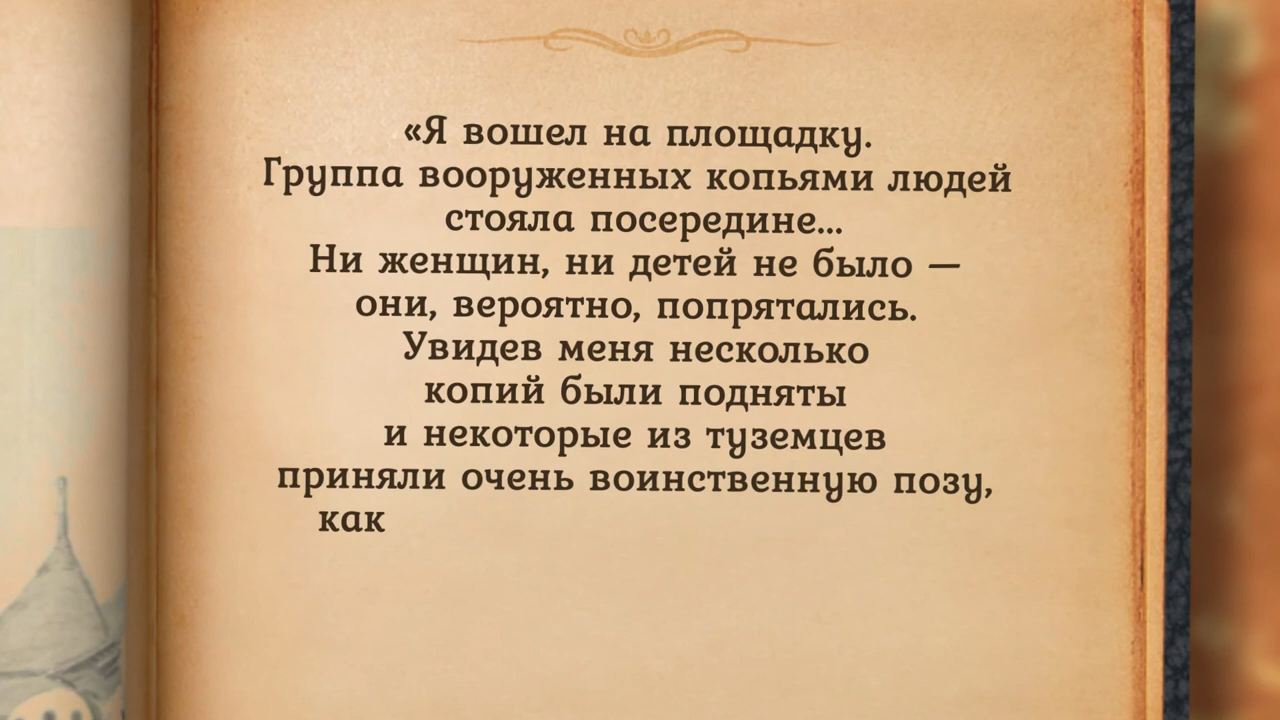 «Я вошел на площадку.
Группа вооруженных копьями людей
стояла посередине...
Ни женщин, ни детей не было —
они, вероятно, попрятались.
Увидев меня несколько
копий были подняты
и некоторые из туземцев
приняли очень воинственную позу,
как